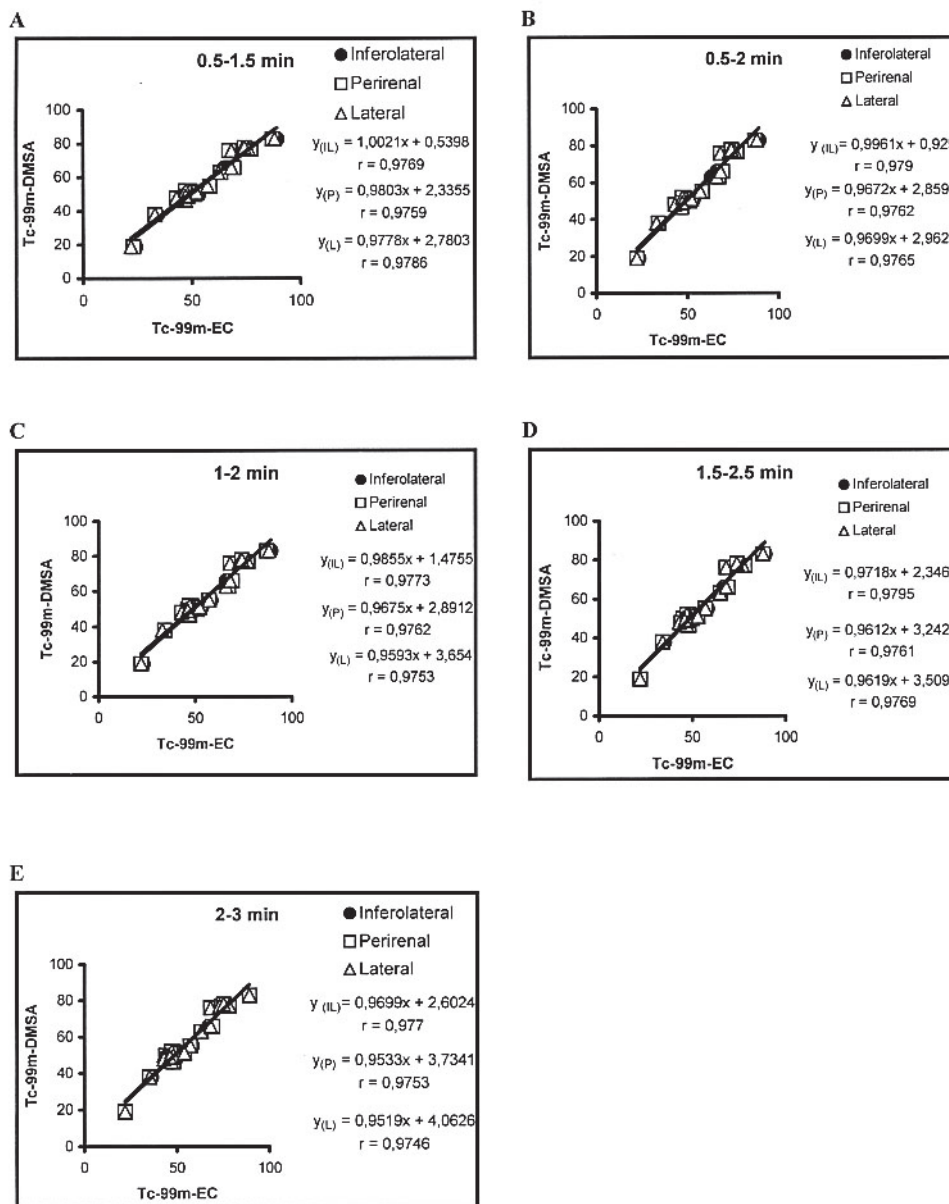 A
0.5-1.5 min
Inferolateral
Perirenal
Lateral
y(IL) = 1,0021x + 0,5398
r = 0,9769
y(P) = 0,9803x + 2,3355
r = 0,9759
y(L) = 0,9778x + 2,7803
r = 0,9786
Tc-99m-DMSA
100
80
60
40
20
0
0 50 100
Tc-99m-EC
B
0.5-2 min
Inferolateral
Perirenal
Lateral
y(IL) = 0,9961x + 0,925
r = 0,979
y(P) = 0,9672x + 2,859
r = 0,9762
y(L) = 0,9699x + 2,962
r = 0,9765
Tc-99m-DMSA
100
80
60
40
20
0
0 50 100
Tc-99m-EC
C
1-2 min
Inferolateral
Perirenal
Lateral
y(IL) = 0,9855x + 1,4755
r = 0,9773
y(P) = 0,9675x + 2,8912
r = 0,9762
y(L) = 0,9593x + 3,654
r = 0,9753
Tc-99m-DMSA
100
80
60
40
20
0
0 50 100
Tc-99m-EC
D
1.5-2.5 min
Inferolateral
Perirenal
Lateral
y(IL) = 0,9718x + 2,346
r = 0,9795
y(P) = 0,9612x + 3,242
r = 0,9761
y(L) = 0,9619x + 3,509
r = 0,9769
Tc-99m-DMSA
100
80
60
40
20
0
0 50 100
Tc-99m-EC
E
2-3 min
Inferolateral
Perirenal
Lateral
y (IL)= 0,9699x + 2,6024
r = 0,977
y(P) = 0,9533x + 3,7341
r = 0,9753
y(L) = 0,9519x + 4,0626
r = 0,9746
Tc-99m-DMSA
100
80
60
40
20
0
0 50 100
Tc-99m-EC